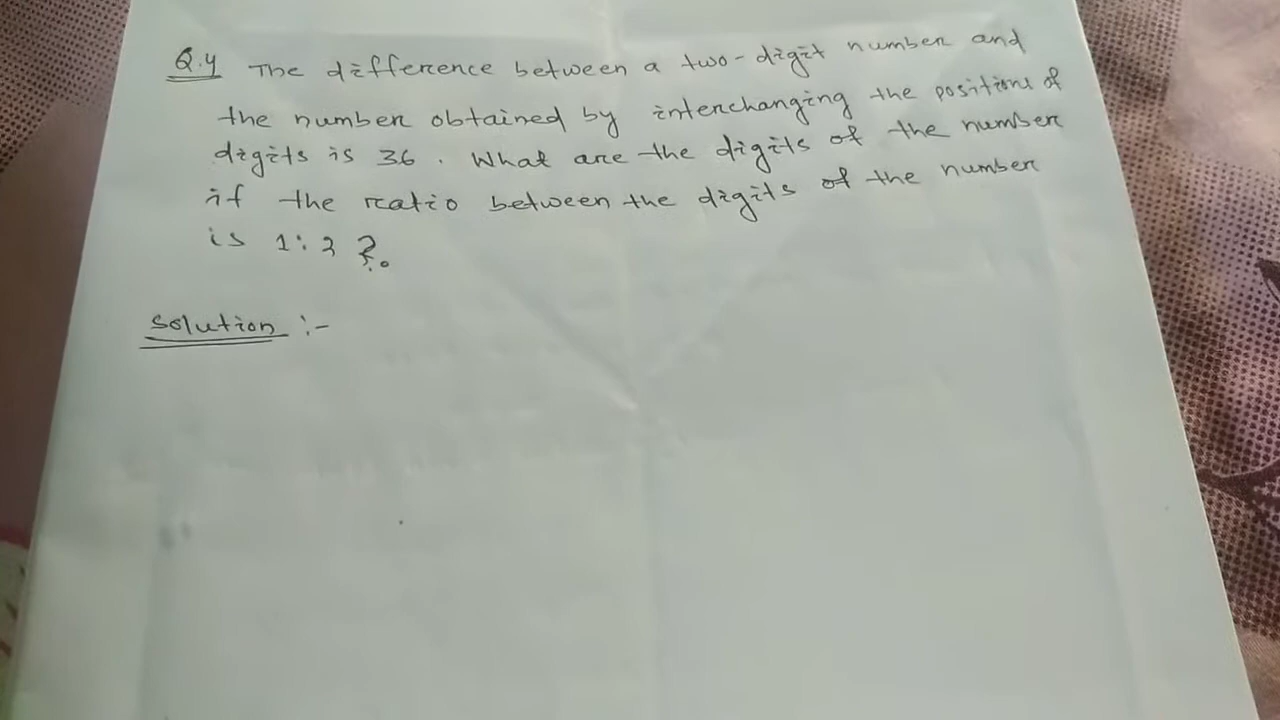 Q.4 The difference between a two-digit number and
the number obtained by interchanging the positions of
digits is 36. What are the digits of the number
if the ratio between the digits of the number
is 1:2 ?.
Solution :-